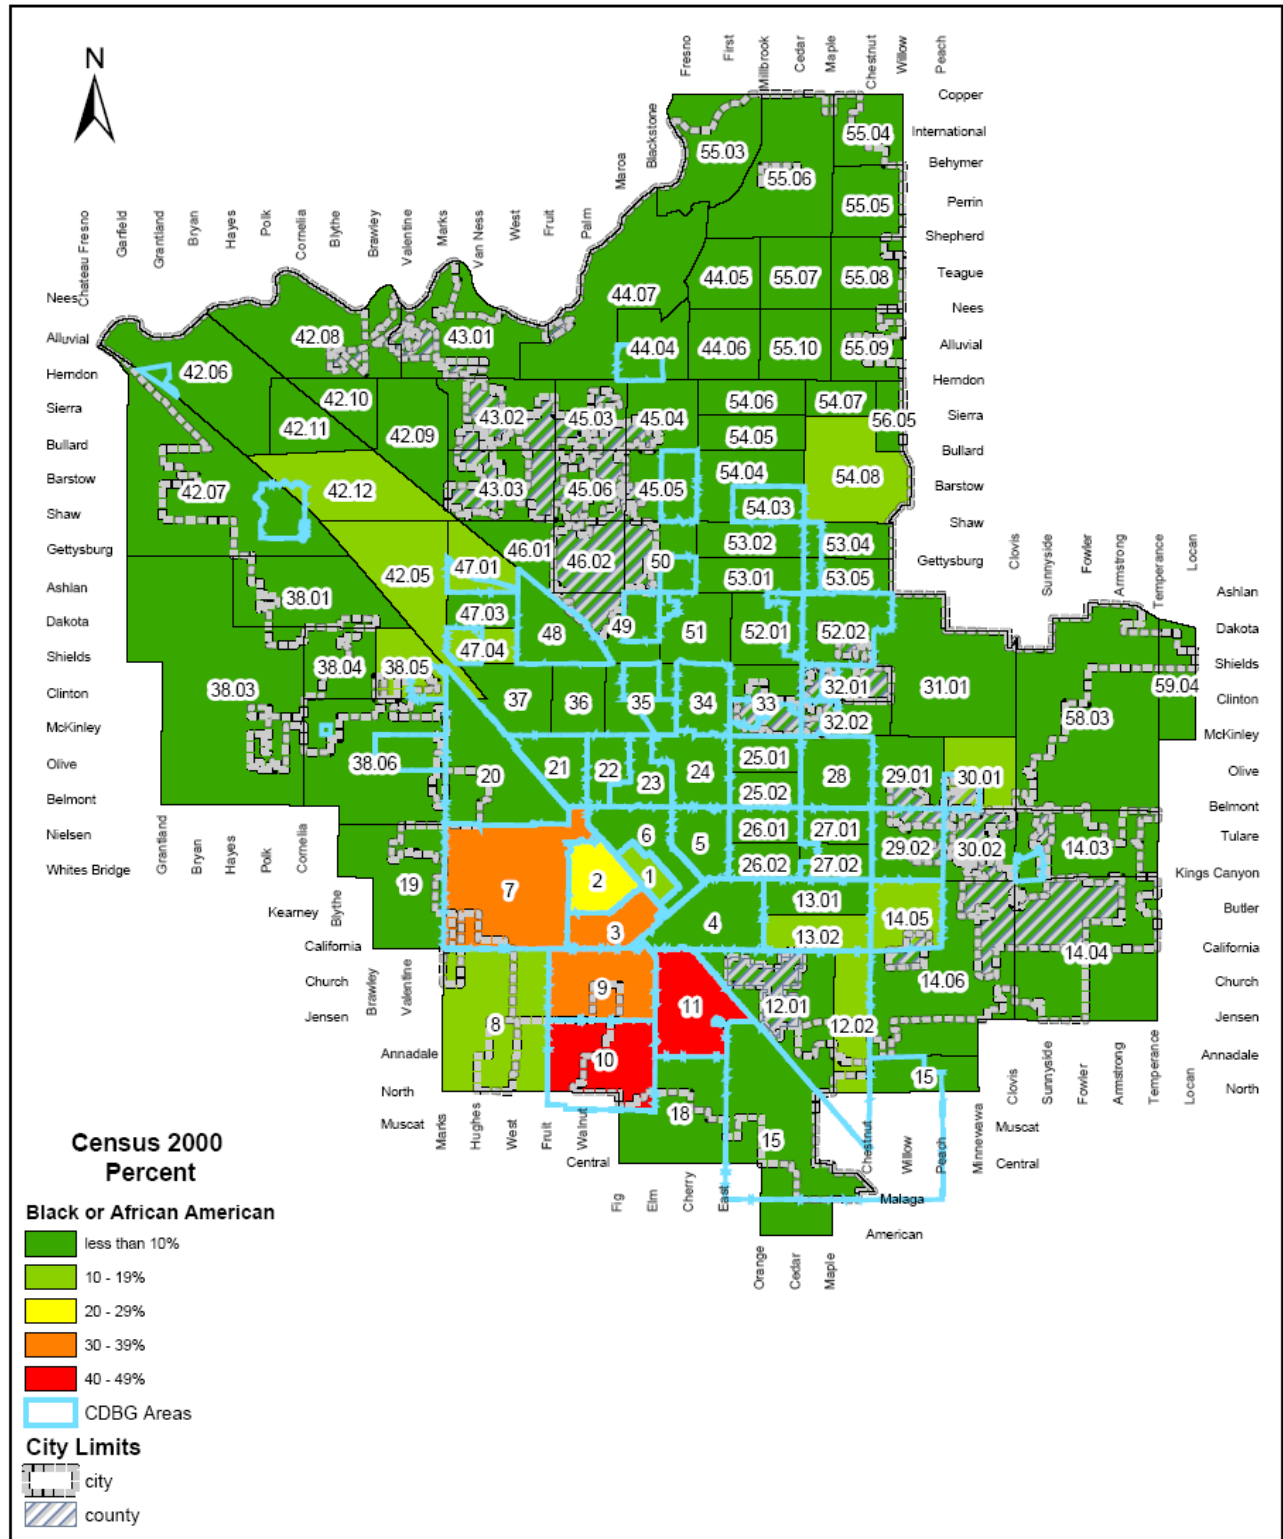 N
Fresno
First
Millbrook
Cedar
Maple
Chestnut
Willow
Peach
Copper
International
Behymer
Perrin
Shepherd
Teague
Nees
Alluvial
Herndon
Sierra
Bullard
Barstow
Shaw
Gettysburg
Maroa
Blackstone
Chateau Fresno
Garfield
Grantland
Bryan
Hayes
Polk
Cornelia
Blythe
Brawley
Valentine
Marks
Van Ness
West
Fruit
Palm
Nees
Alluvial
Herndon
Sierra
Bullard
Barstow
Shaw
Gettysburg
Ashlan
Dakota
Shields
Clinton
McKinley
Olive
Belmont
Nielsen
Whites Bridge
Clovis
Sunnyside
Fowler
Armstrong
Temperance
Locan
Ashlan
Dakota
Shields
Clinton
McKinley
Olive
Belmont
Tulare
Kings Canyon
Butler
California
Church
Jensen
Annadale
North
55.04
55.03
55.06
55.05
44.05
55.07
55.08
44.07
42.08
43.01
44.04
44.06
55.10
55.09
42.06
42.10
43.02
45.03
45.04
54.06
54.07
56.05
42.11
42.09
54.05
42.07
42.12
43.03
45.06
45.05
54.04
54.08
54.03
46.01
46.02
50
53.02
53.04
42.05
47.01
53.01
53.05
38.01
47.03
48
49
51
52.01
52.02
47.04
38.04
38.05
38.03
37
36
35
34
33
32.01
32.02
31.01
58.03
59.04
38.06
20
21
22
23
24
25.01
25.02
28
29.01
30.01
6
5
26.01
27.01
29.02
30.02
14.03
26.02
27.02
19
7
2
1
3
4
13.01
13.02
14.05
14.04
14.06
8
9
11
12.01
12.02
10
18
15
15
Grantland
Bryan
Hayes
Polk
Cornelia
Kearney
Blythe
California
Church
Jensen
Brawley
Valentine
Annadale
North
Muscat
Marks
Hughes
West
Fruit
Walnut
Central
Fig
Elm
Cherry
East
Orange
Cedar
Maple
Chestnut
Willow
Peach
Minnewawa
Clovis
Sunnyside
Fowler
Armstrong
Temperance
Locan
Muscat
Central
Malaga
American
Census 2000
Percent
Black or African American
less than 10%
10 - 19%
20 - 29%
30 - 39%
40 - 49%
CDBG Areas
City Limits
city
county